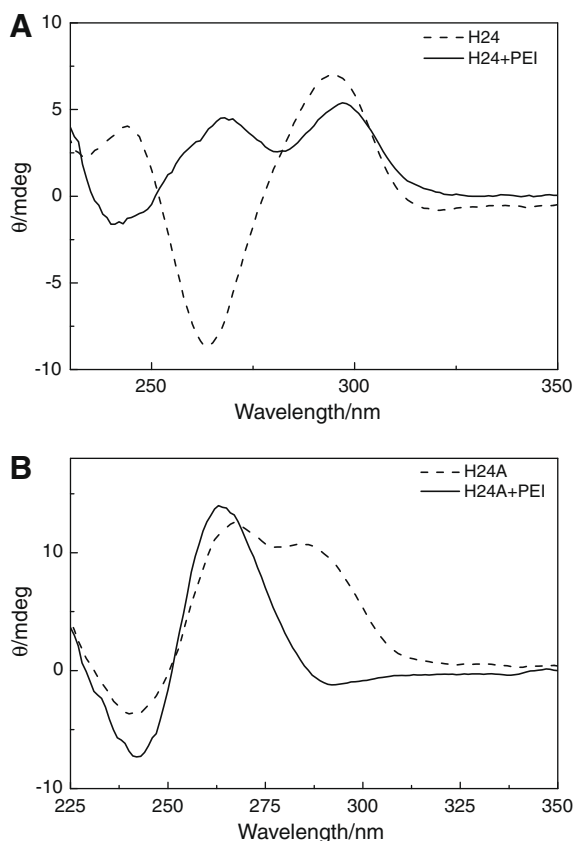 A
H24
H24+PEI
10
5
0
-5
-10
θ/mdeg
250
300
350
Wavelength/nm
B
H24A
H24A+PEI
10
0
-10
θ/mdeg
225
250
275
300
325
350
Wavelength/nm